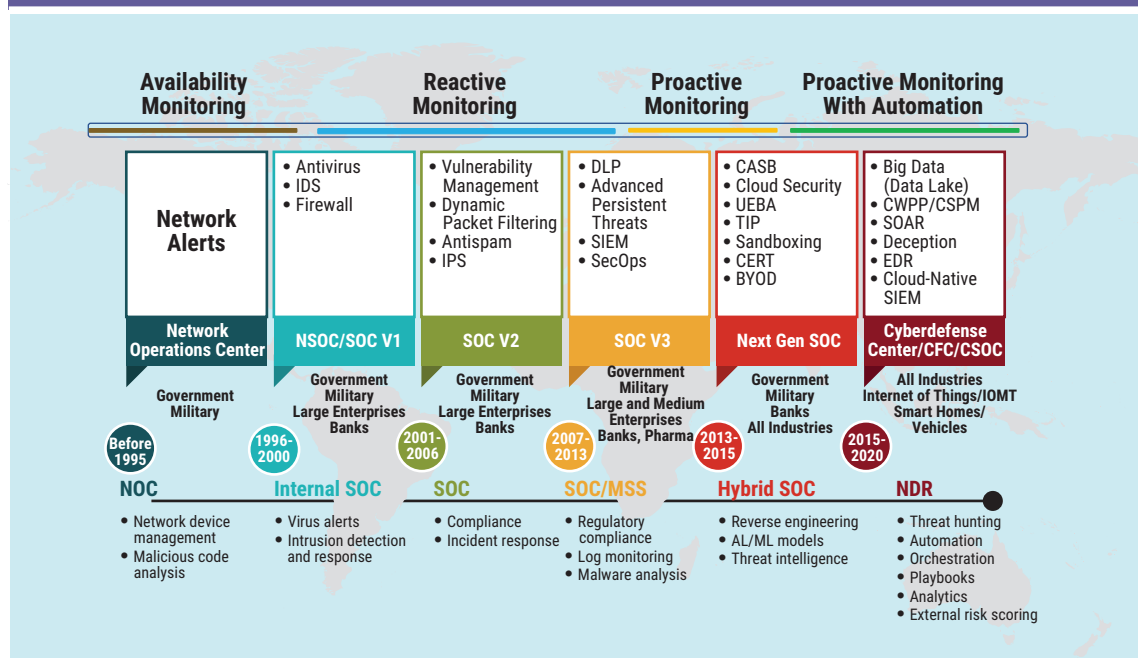 Availability
Monitoring
Reactive
Monitoring
Proactive
Monitoring
Proactive Monitoring
With Automation
Network
Alerts
• Antivirus
• IDS
• Firewall
• Vulnerability
Management
• Dynamic
Packet Filtering
• Antispam
• IPS
• DLP
• Advanced
Persistent
Threats
• SIEM
• SecOps
• CASB
• Cloud Security
• UEBA
• TIP
• Sandboxing
• CERT
• BYOD
• Big Data
(Data Lake)
• CWPP/CSPM
• SOAR
• Deception
• EDR
• Cloud-Native
SIEM
Network
Operations Center
NSOC/SOC V1
SOC V2
SOC V3
Next Gen SOC
Cyberdefense
Center/CFC/CSOC
Government
Military
Government
Military
Large Enterprises
Banks
Government
Military
Large Enterprises
Banks
Government
Military
Large and Medium
Enterprises
Banks, Pharma
Government
Military
Banks
All Industries
All Industries
Internet of Things/IOMT
Smart Homes/
Vehicles
Before
1995
1996-
2000
2001-
2006
2007-
2013
2013-
2015
2015-
2020
NOC
Internal SOC
SOC
SOC/MSS
Hybrid SOC
NDR
• Network device
management
• Malicious code
analysis
• Virus alerts
• Intrusion detection
and response
• Compliance
• Incident response
• Regulatory
compliance
• Log monitoring
• Malware analysis
• Reverse engineering
• AL/ML models
• Threat intelligence
• Threat hunting
• Automation
• Orchestration
• Playbooks
• Analytics
• External risk scoring